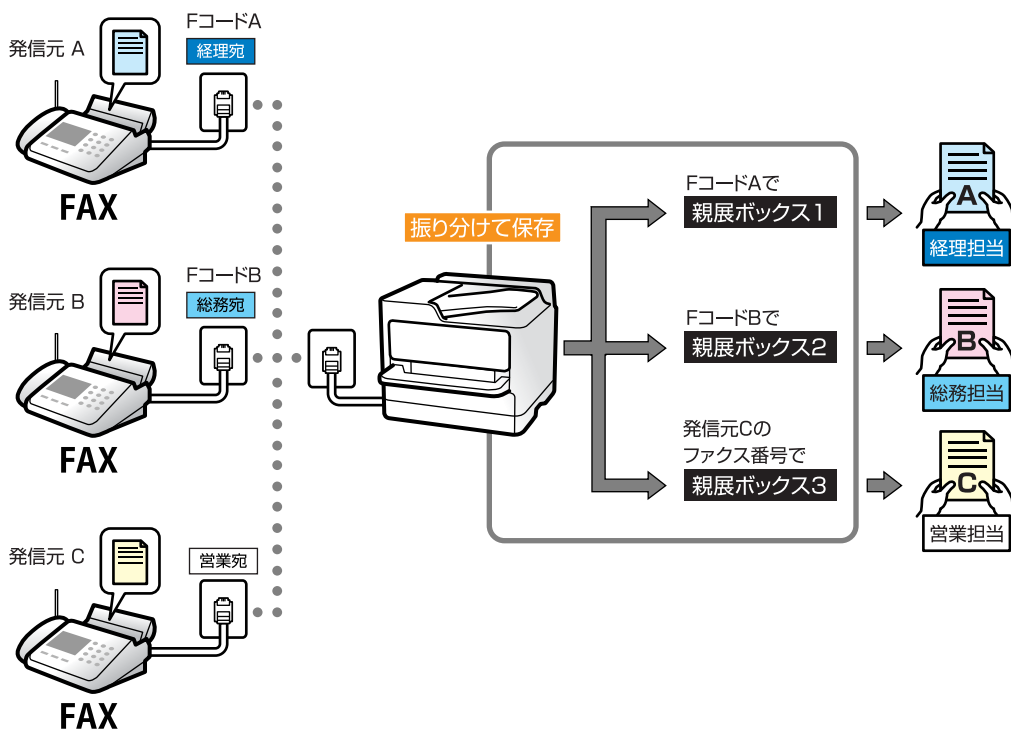 発信元 A
FコードA
経理宛
FAX
発信元 B
FコードB
総務宛
FAX
発信元 C
営業宛
FAX
振り分けて保存
FコードAで
親展ボックス1
FコードBで
親展ボックス2
発信元Cの
ファクス番号で
親展ボックス3
A
経理担当
B
総務担当
C
営業担当